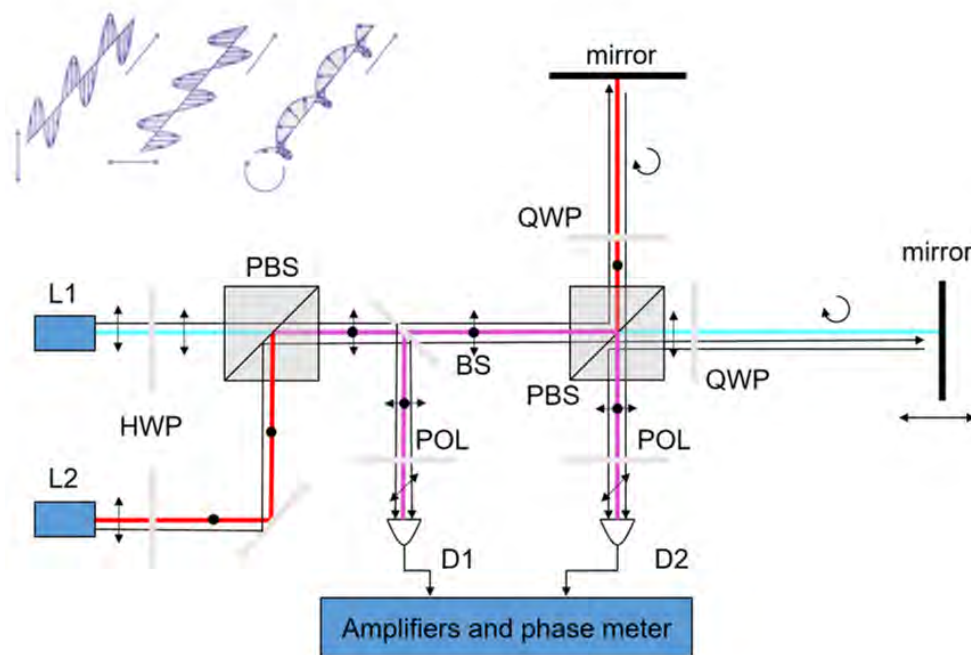 mirror
QWP
mirror
PBS
L1
BS
PBS
QWP
HWP
POL
POL
L2
D1
D2
Amplifiers and phase meter